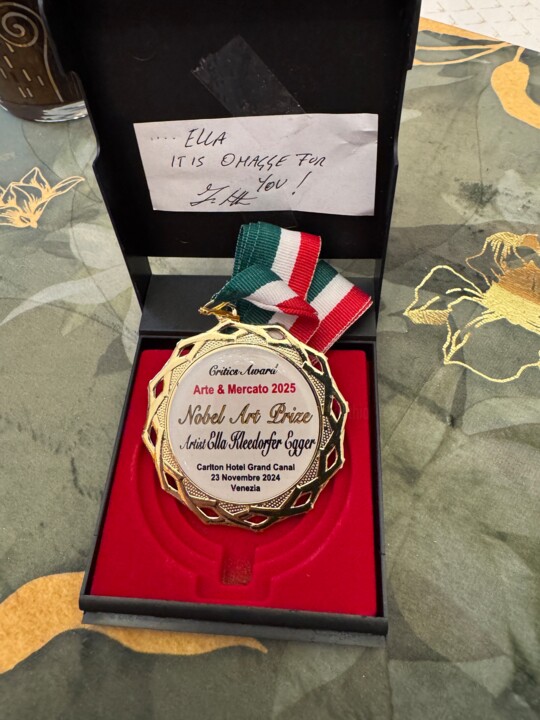 .... ELLA
IT IS OMAGGE FOR
YOU!
Critics Award
Arte & Mercato 2025
Nobel Art Prize
Artist Ella Kleedorfer Egger
Carlton Hotel Grand Canal
23 Novembre 2024
Venezia